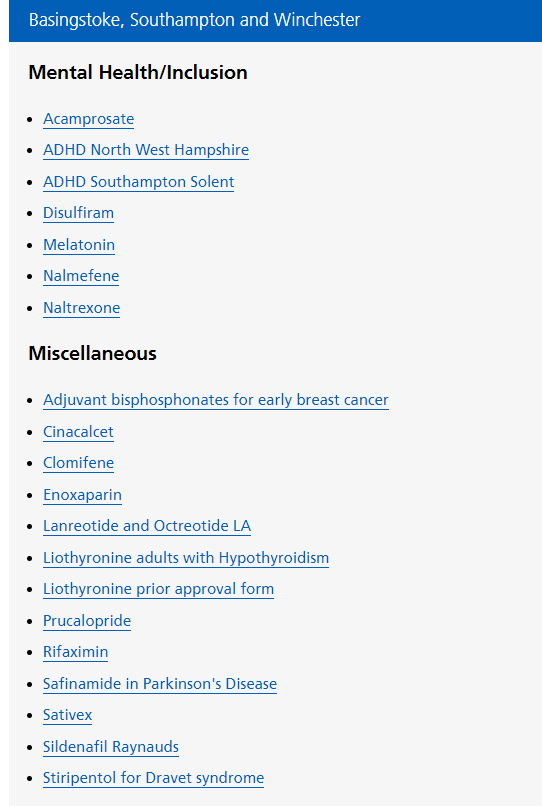 Basingstoke, Southampton and Winchester
Mental Health/Inclusion
Acamprosate
ADHD North West Hampshire
ADHD Southampton Solent
Disulfiram
Melatonin
Nalmefene
Naltrexone
Miscellaneous
Adjuvant bisphosphonates for early breast cancer
Cinacalcet
Clomifene
Enoxaparin
Lanreotide and Octreotide LA
Liothyronine adults with Hypothyroidism
Liothyronine prior approval form
Prucalopride
Rifaximin
Safinamide in Parkinson's Disease
Sativex
Sildenafil Raynauds
Stiripentol for Dravet syndrome